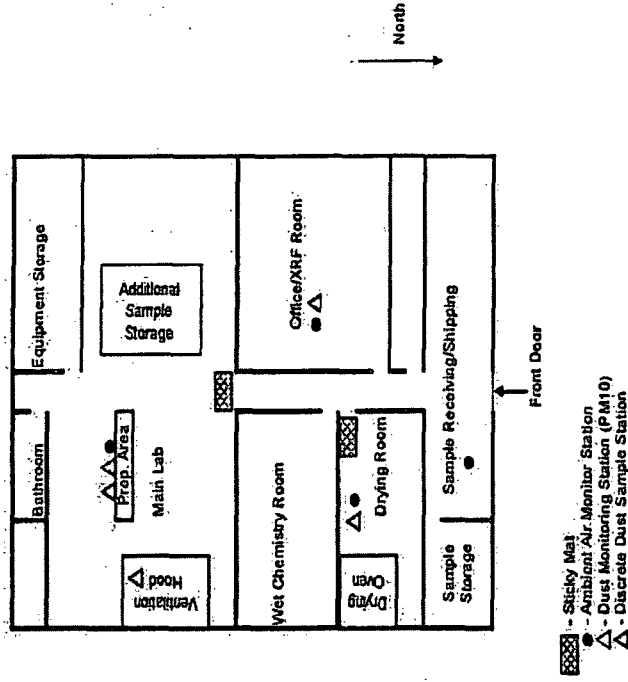 Bathroom
Equipment Storage
Prep. Area
Main Lab
Additional
Sample
Storage
Ventilation
Hood
Wet Chemistry Room
Office/XRF Room
Drying Room
Drying
Oven
Sample
Storage
Sample Receiving/Shipping
Front Door
North
- Sticky Mat
- Ambient Air Monitor Station
- Dust Monitoring Station (PM10)
- Discrete Dust Sample Station